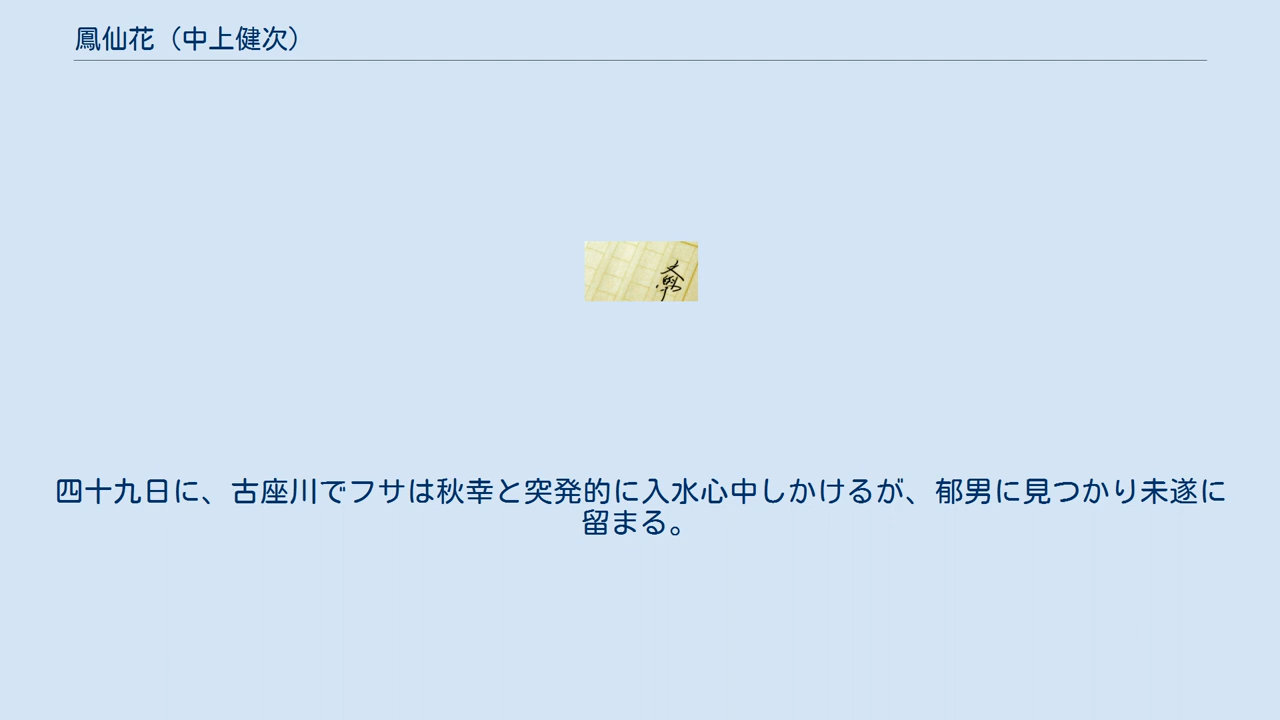 鳳仙花（中上健次）
四十九日に、古座川でフサは秋幸と突発的に入水心中しかけるが、郁男に見つかり未遂に
留まる。